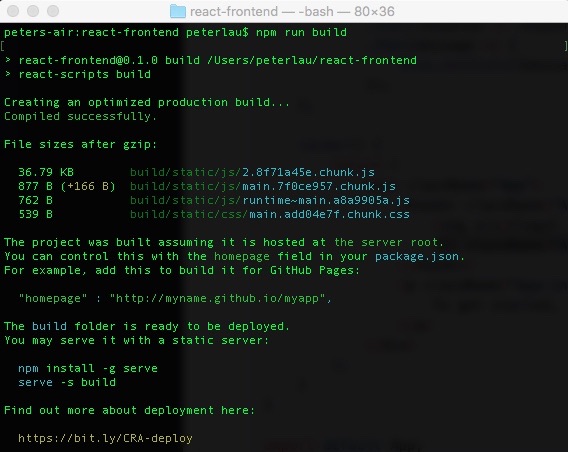 react-frontend — -bash — 80×36
peters-air:react-frontend peterlau$ npm run build
[ ]
> react-frontend@0.1.0 build /Users/peterlau/react-frontend
> react-scripts build
Creating an optimized production build...
Compiled successfully.
File sizes after gzip:
36.79 KB build/static/js/2.8f71a45e.chunk.js
877 B (+166 B) build/static/js/main.7f0ce957.chunk.js
762 B build/static/js/runtime~main.a8a9905a.js
539 B build/static/css/main.add04e7f.chunk.css
The project was built assuming it is hosted at the server root.
You can control this with the homepage field in your package.json.
For example, add this to build it for GitHub Pages:
"homepage" : "http://myname.github.io/myapp",
The build folder is ready to be deployed.
You may serve it with a static server:
npm install -g serve
serve -s build
Find out more about deployment here:
https://bit.ly/CRA-deploy